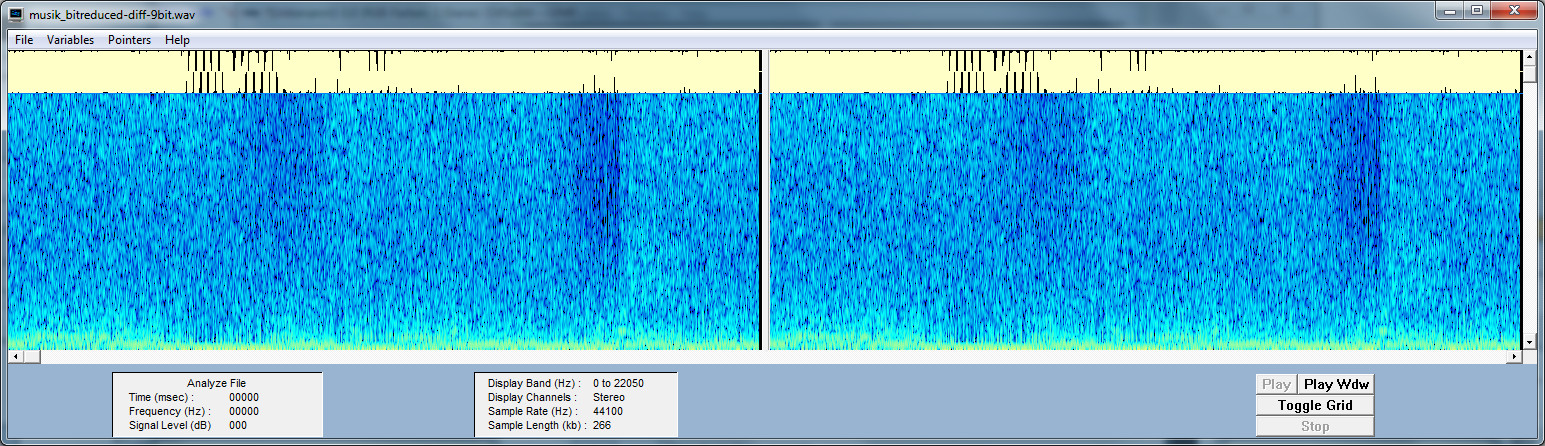 musik_bitreduced-diff-9bit.wav
File Variables Pointers Help
Analyze File
Time (msec) : 00000
Frequency (Hz) : 00000
Signal Level (dB) 000
Display Band (Hz) : 0 to 22050
Display Channels : Stereo
Sample Rate (Hz) : 44100
Sample Length (kb) : 266
Play Play Wdw
Toggle Grid
Stop